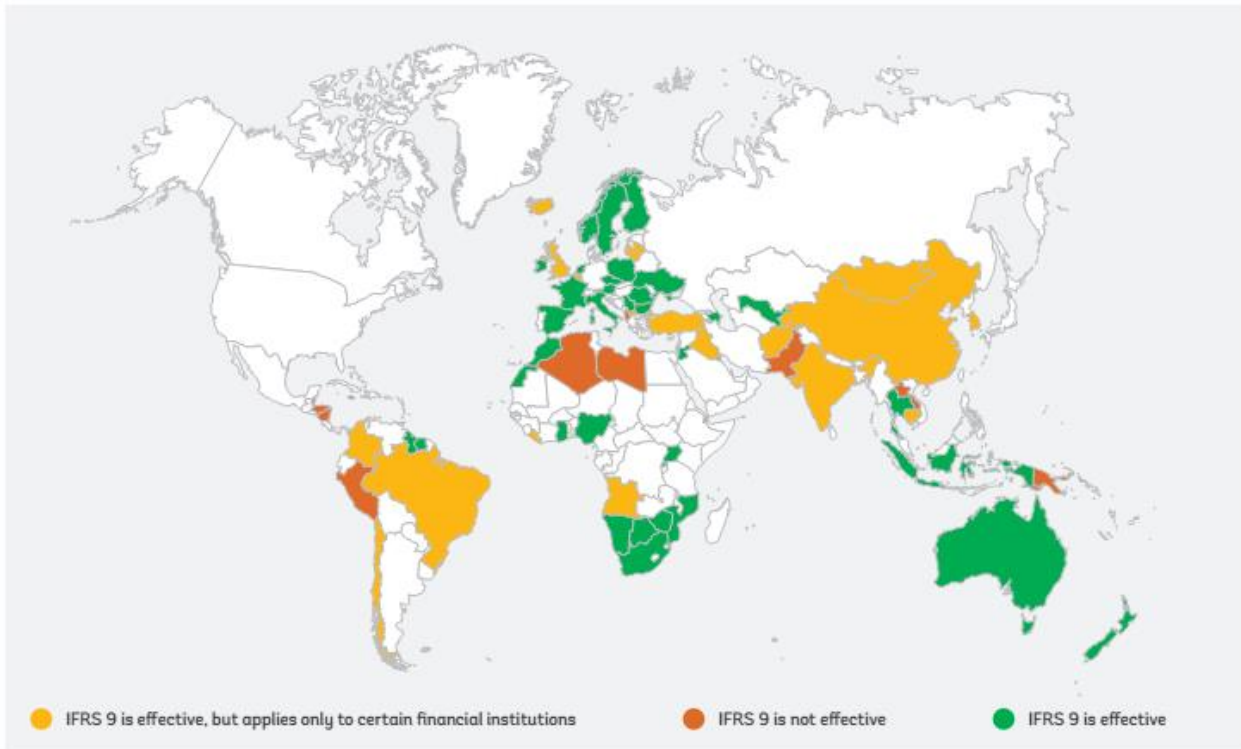 IFRS 9 is effective, but applies only to certain financial institutions
IFRS 9 is not effective
IFRS 9 is effective